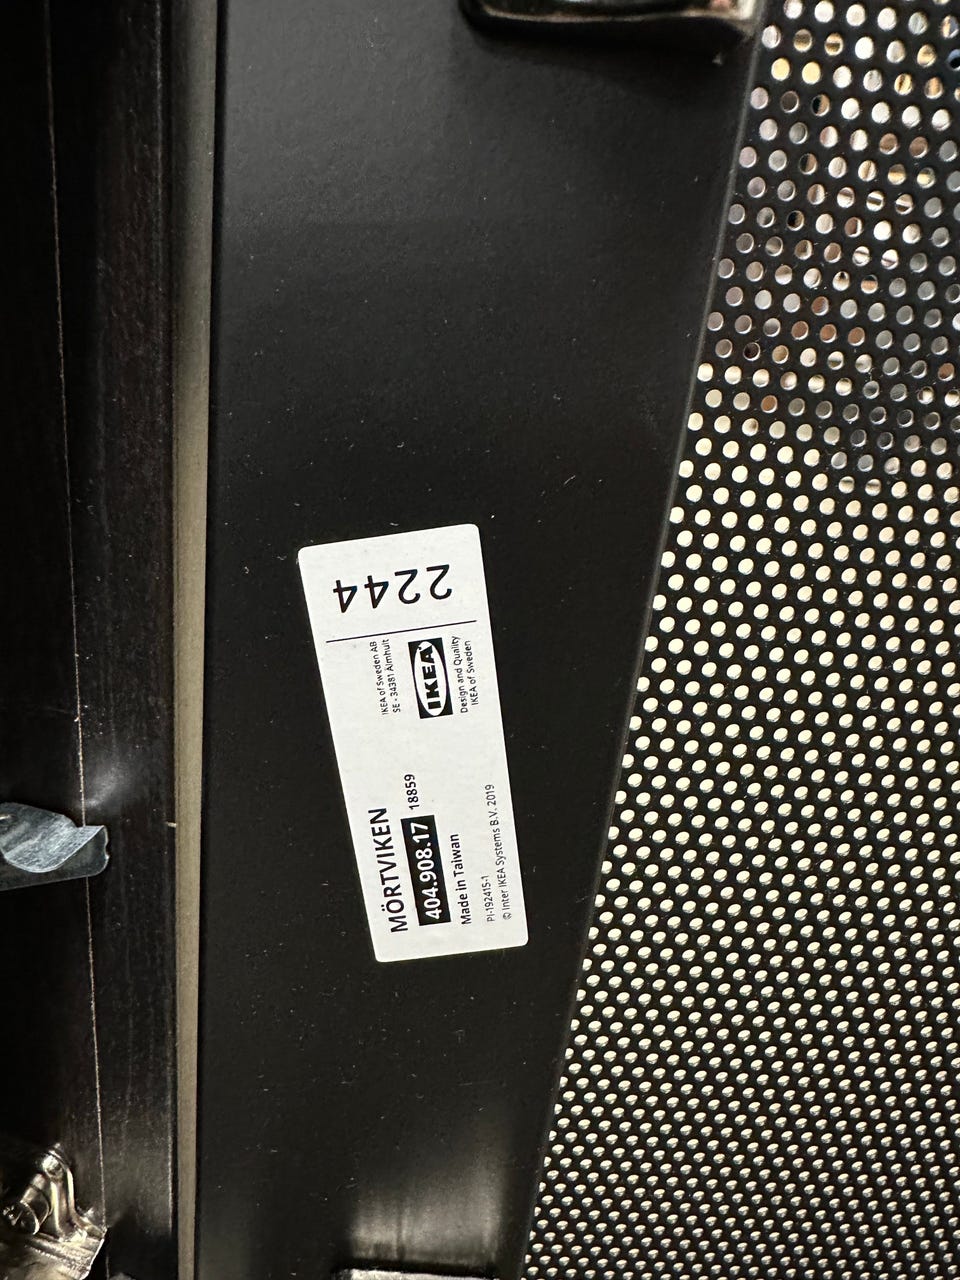 MÖRTVIKEN
404.908.17 18859
Made in Taiwan
PI-192415-1
© Inter IKEA Systems B.V. 2019
IKEA of Sweden AB
SE - 34381 Älmhult
IKEA
Design and Quality
IKEA of Sweden
2244